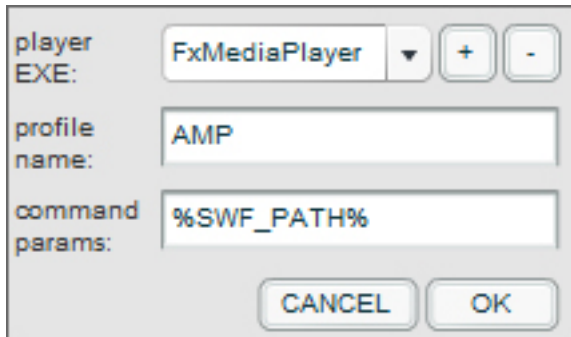 player
EXE:
FxMediaPlayer
+
-
profile
name:
AMP
command
params:
%SWF_PATH%
CANCEL
OK